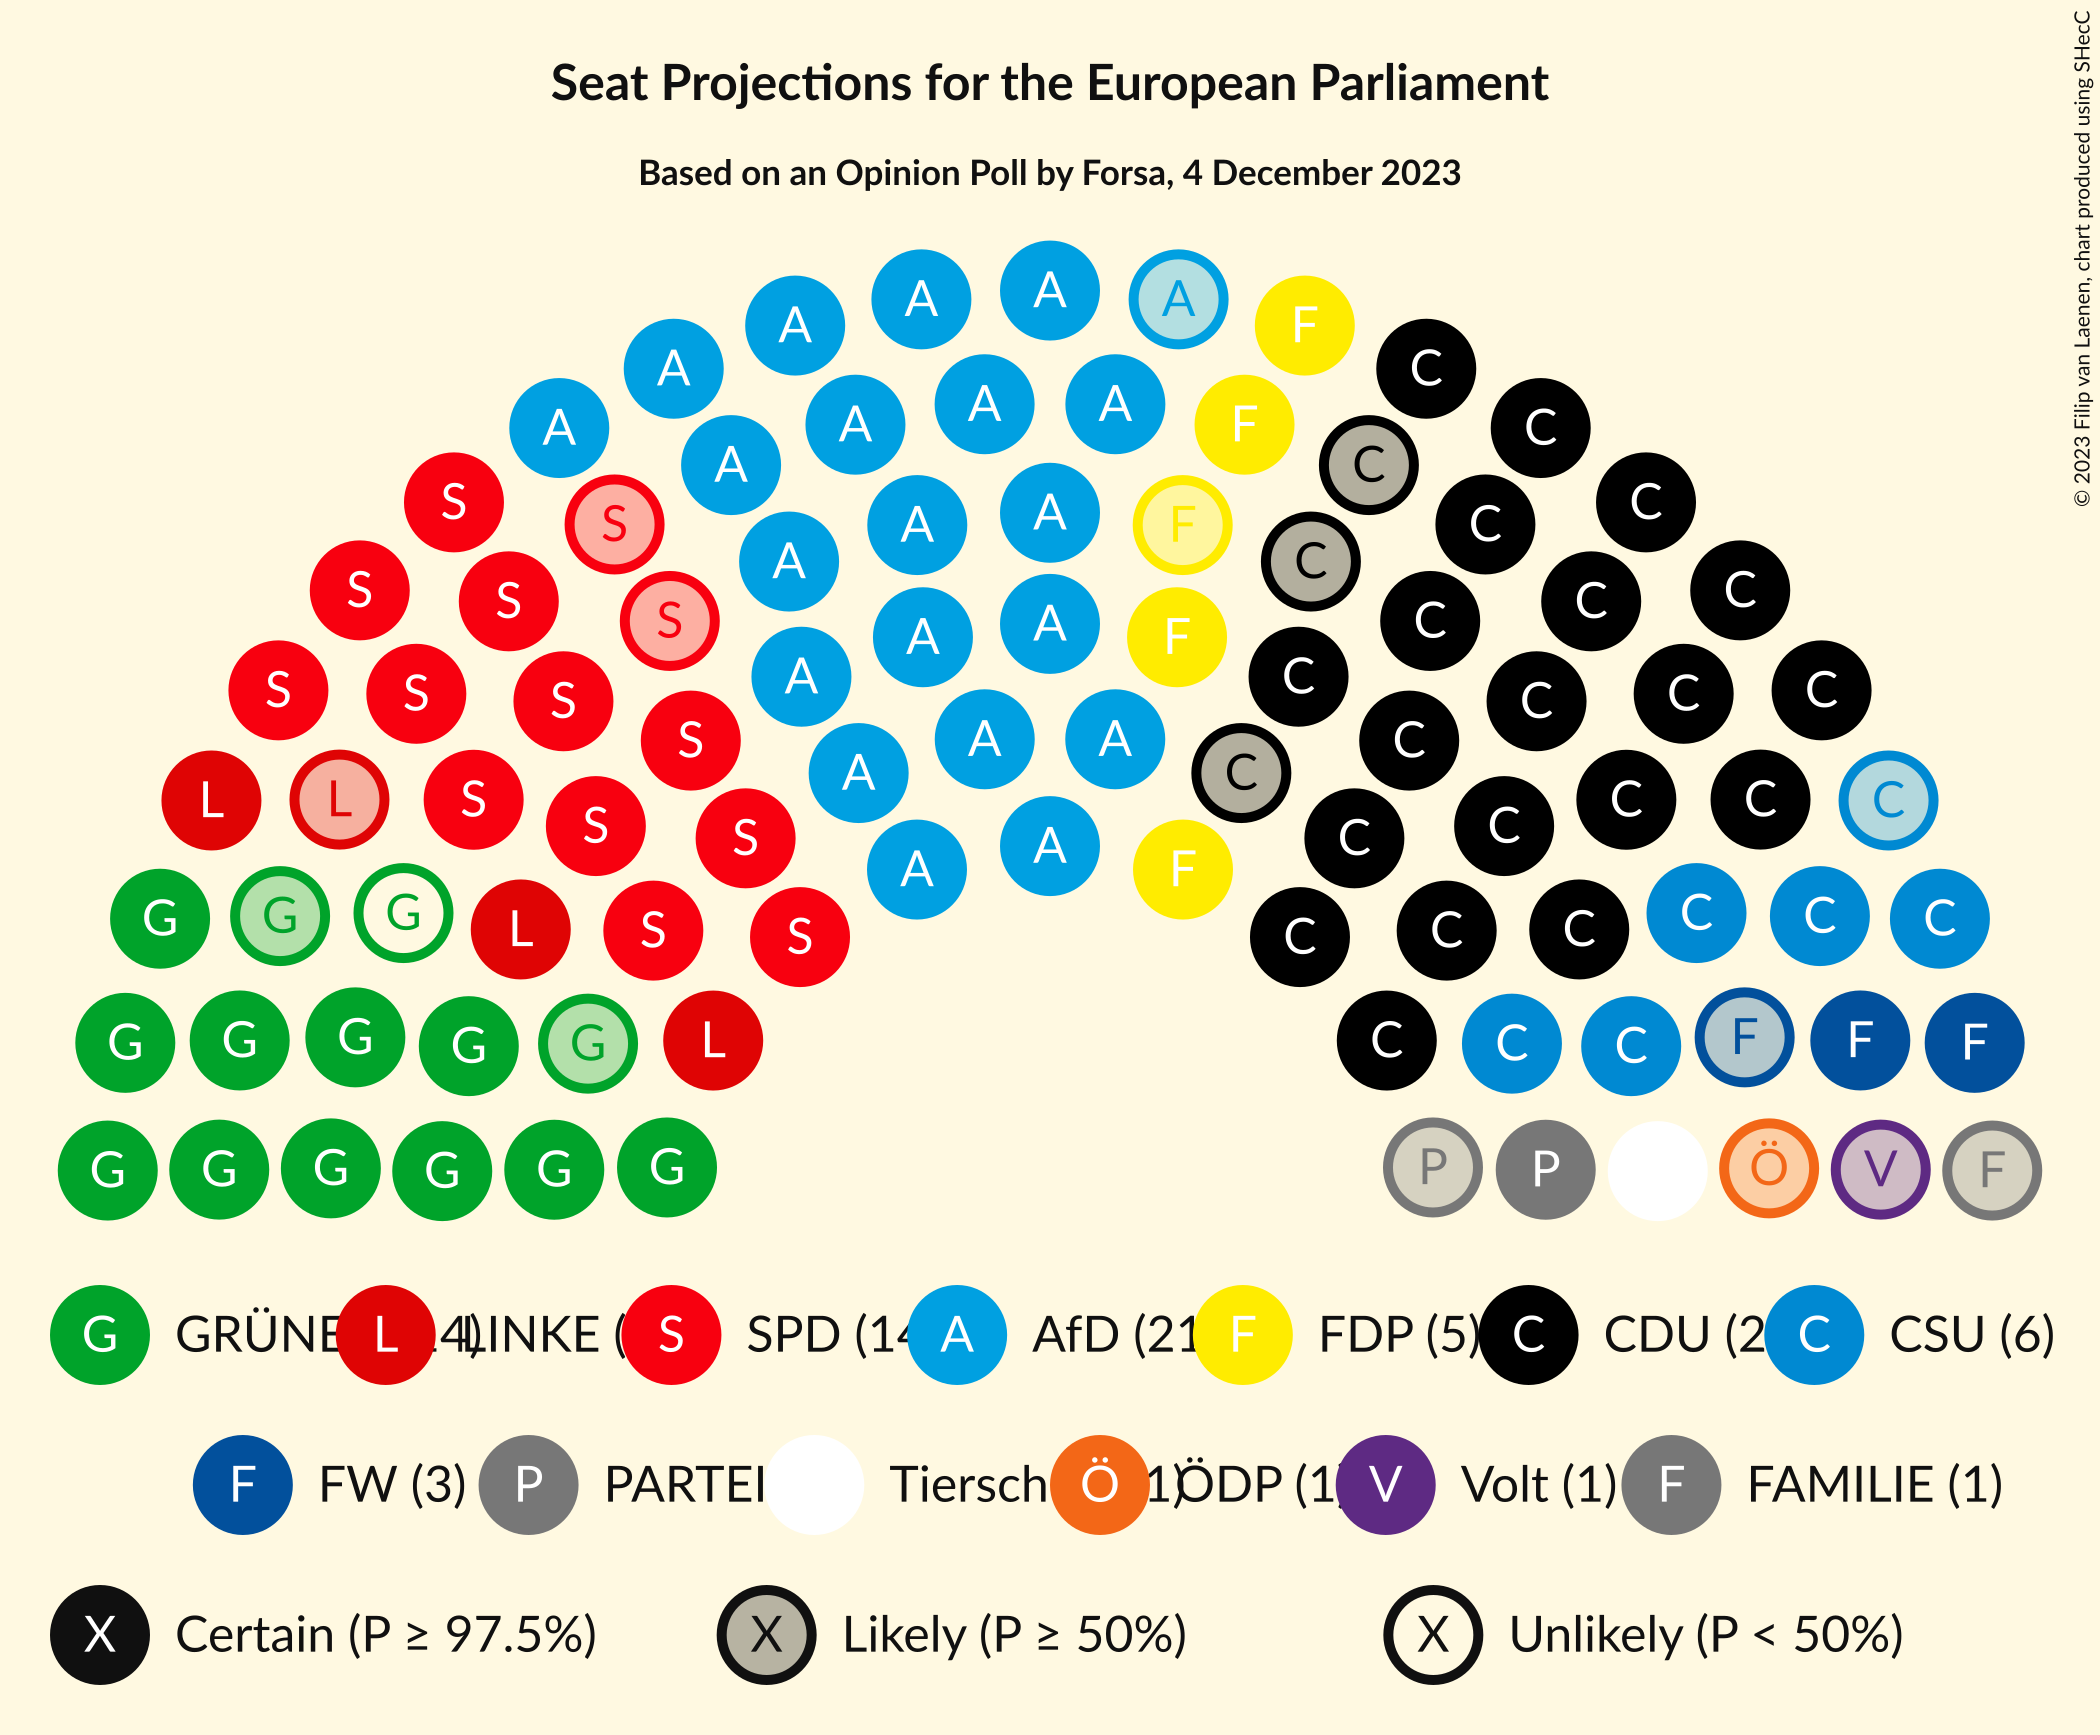 Seat Projections for the European Parliament
Based on an Opinion Poll by Forsa, 4 December 2023
© 2023 Filip van Laenen, chart produced using SHecC
A A A A A F
A C
A A A A F C
S A C C
S S A A A F C C C
S S S A A A F C C C C
S S S S A A A C C C C C
L L S S S A A A C C C C C C
G G G L S S A F C C C C C C
G G G G G L C C C F F F
G G G G G G P P Ö V F
G GRÜNE 4) L LINKE ( S SPD (14 A AfD (21 F FDP (5) C CDU (2 C CSU (6)
F FW (3) P PARTEI Tiersch 1) Ö ÖDP (1) V Volt (1) F FAMILIE (1)
X Certain (P ≥ 97.5%) X Likely (P ≥ 50%) X Unlikely (P < 50%)